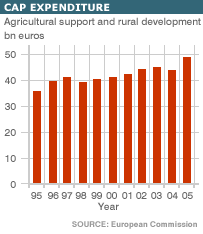 CAP EXPENDITURE
Agricultural support and rural development
bn euros
50
40
30
20
10
0
95 96 97 98 99 00 01 02 03 04 05
Year
SOURCE: European Commission